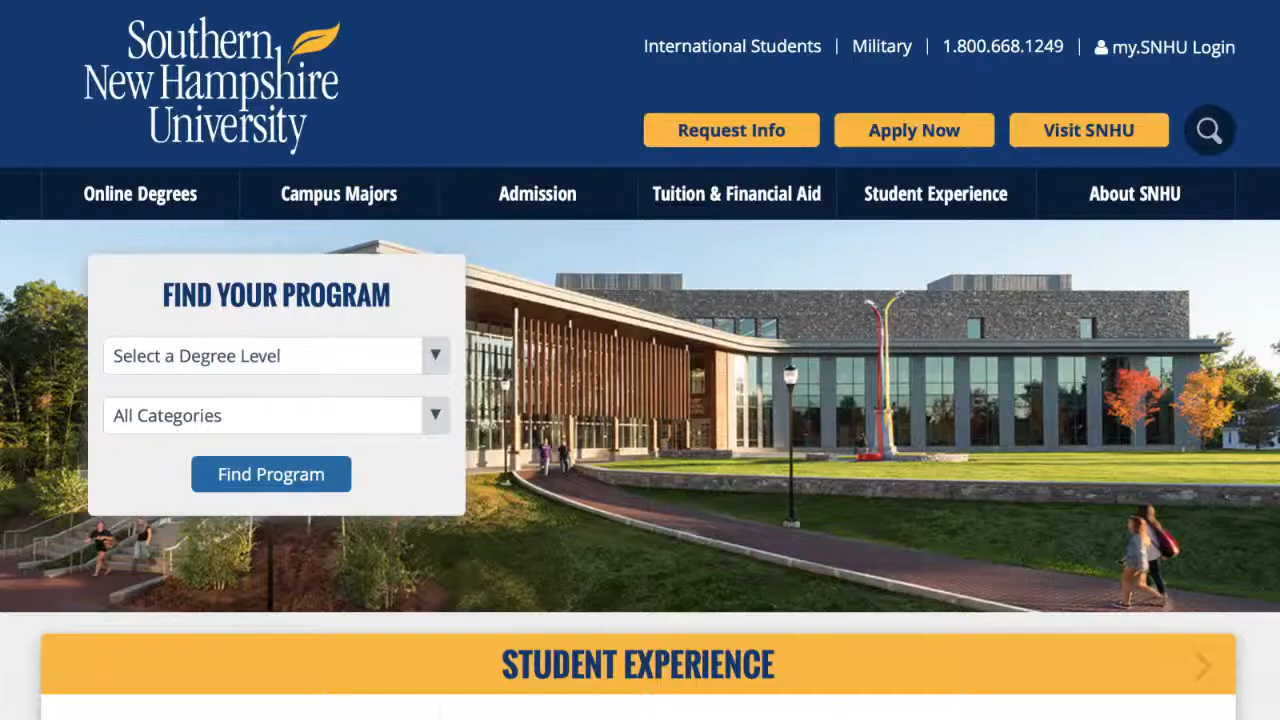 Southern
New Hampshire
University
International Students | Military | 1.800.668.1249 | my.SNHU Login
Request Info Apply Now Visit SNHU
Online Degrees Campus Majors Admission Tuition & Financial Aid Student Experience About SNHU
FIND YOUR PROGRAM
Select a Degree Level
All Categories
Find Program
STUDENT EXPERIENCE